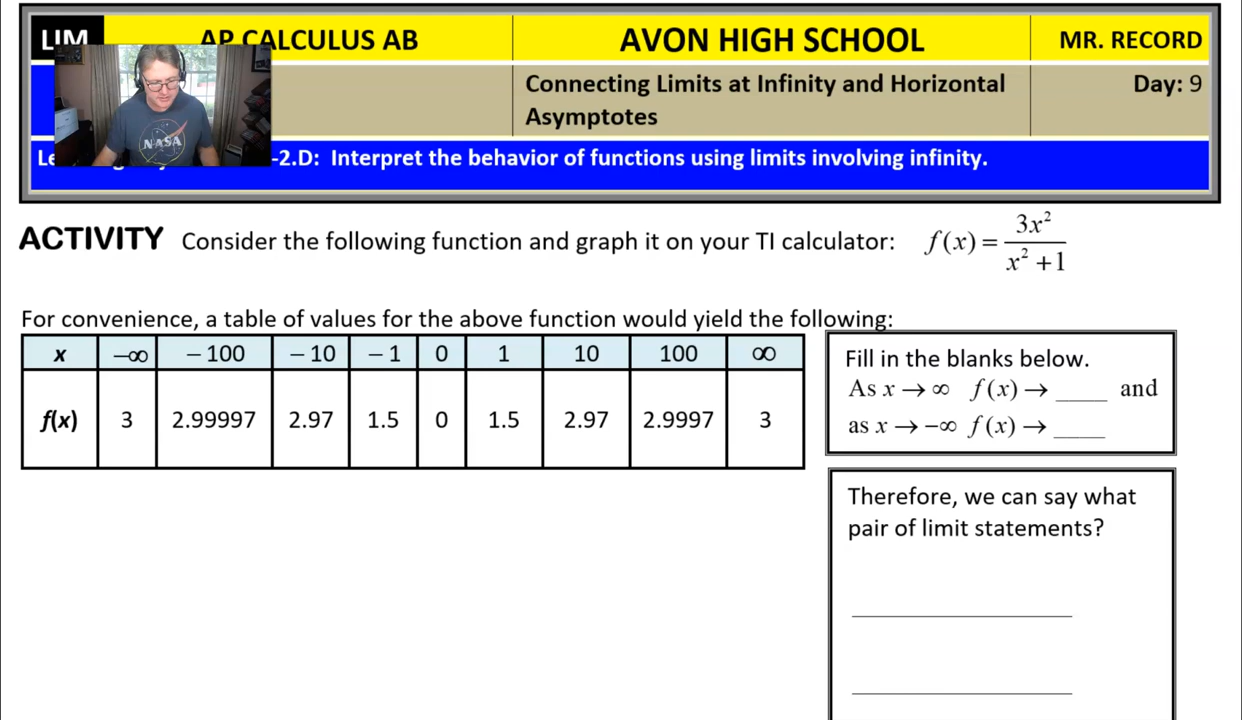 LIM AP CALCULUS AB AVON HIGH SCHOOL MR. RECORD
Connecting Limits at Infinity and Horizontal Day: 9
Asymptotes
-2.D: Interpret the behavior of functions using limits involving infinity.
NASA
ACTIVITY Consider the following function and graph it on your TI calculator: f(x) = 3x² / (x² + 1)
For convenience, a table of values for the above function would yield the following:
x −∞ − 100 − 10 − 1 0 1 10 100 ∞
f(x) 3 2.99997 2.97 1.5 0 1.5 2.97 2.9997 3
Fill in the blanks below.
As x → ∞ f(x) → ____ and
as x → −∞ f(x) → ____
Therefore, we can say what
pair of limit statements?